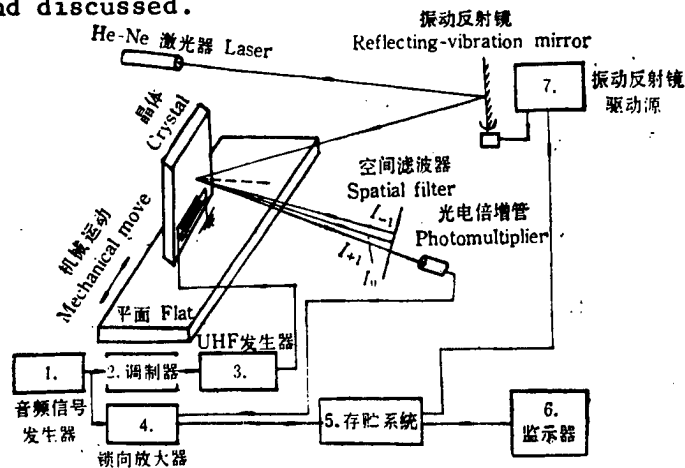 nd discussed.
He-Ne 激光器 Laser
振动反射镜
Reflecting-vibration mirror
7.
振动反射镜
驱动源
晶体
Crystal
空间滤波器
Spatial filter
光电倍增管
Photomultiplier
I₋₁
I₊₁
I₀
机械运动
Mechanical move
平面 Flat
UHF发生器
1.
2.调制器
3.
音频信号
发生器
4.
锁向放大器
5.存贮系统
6.
监示器